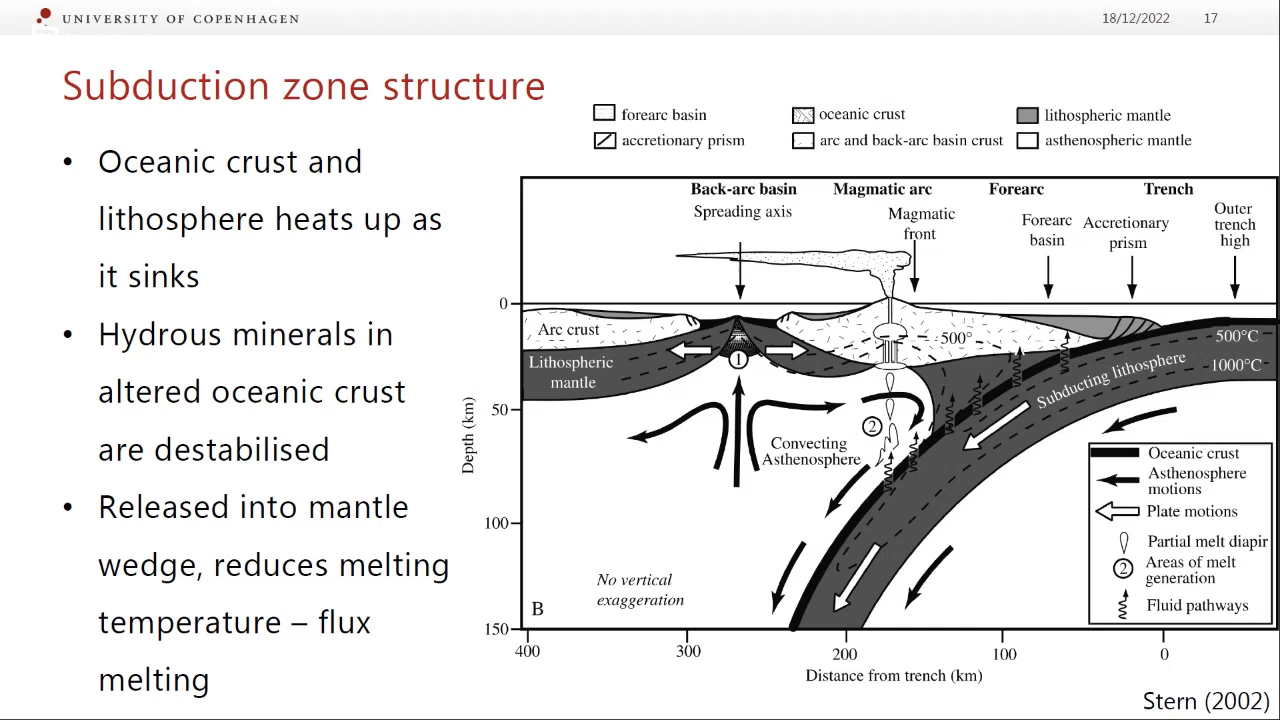 UNIVERSITY OF COPENHAGEN
18/12/2022 17
Subduction zone structure
• Oceanic crust and
lithosphere heats up as
it sinks
• Hydrous minerals in
altered oceanic crust
are destabilised
• Released into mantle
wedge, reduces melting
temperature – flux
melting
forearc basin
oceanic crust
lithospheric mantle
accretionary prism
arc and back-arc basin crust
asthenospheric mantle
Back-arc basin
Magmatic arc
Forearc
Trench
Spreading axis
Magmatic
front
Forearc
basin
Accretionary
prism
Outer
trench
high
0
50
100
150
Depth (km)
Arc crust
Lithospheric
mantle
1
500°
500°C
1000°C
Subducting lithosphere
2
Convecting
Asthenosphere
No vertical
exaggeration
B
Oceanic crust
Asthenosphere
motions
Plate motions
Partial melt diapir
2 Areas of melt
generation
Fluid pathways
400 300 200 100 0
Distance from trench (km)
Stern (2002)